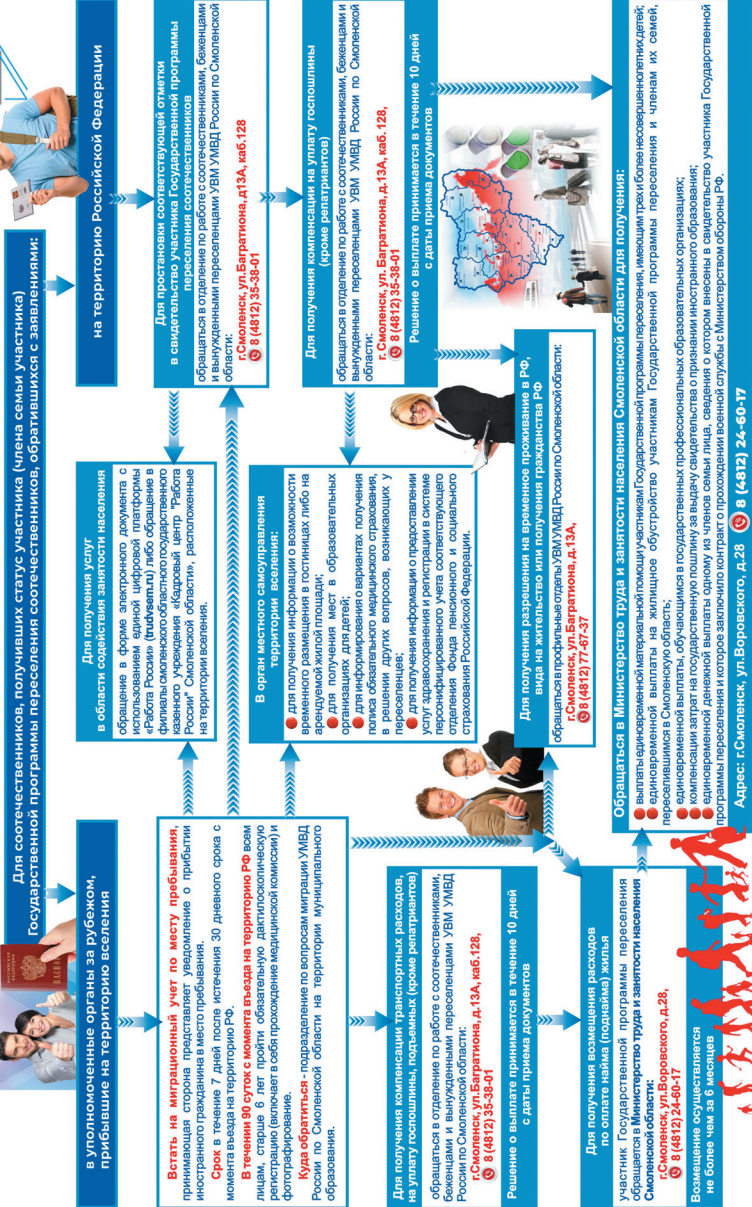 Для соотечественников, получивших статус участника (члена семьи участника)
Государственной программы переселения соотечественников, обратившихся с заявлениями:
в уполномоченные органы за рубежом,
прибывшие на территорию вселения
на территорию Российской Федерации
Встать на миграционный учет по месту пребывания,
принимающая сторона представляет уведомление о прибытии
иностранного гражданина в место пребывания.
Срок в течение 7 дней после истечения 30 дневного срока с
момента въезда на территорию РФ.
В течении 90 суток с момента въезда на территорию РФ всем
лицам, старше 6 лет пройти обязательную дактилоскопическую
регистрацию (включает в себя прохождение медицинской комиссии) и
фотографирование.
Куда обратиться - подразделение по вопросам миграции УМВД
России по Смоленской области на территории муниципального
образования.
Для получения услуг
в области содействия занятости населения
обращение в форме электронного документа с
использованием единой цифровой платформы
«Работа России» (trudvsem.ru) либо обращение в
филиалы смоленского областного государственного
казенного учреждения «Кадровый центр "Работа
России" Смоленской области», расположенные
на территории вселения.
Для простановки соответствующей отметки
в свидетельство участника Государственной программы
переселения соотечественников
обращаться в отделение по работе с соотечественниками, беженцами
и вынужденными переселенцами УВМ УМВД России по Смоленской
области:
г.Смоленск, ул.Багратиона, д13А, каб.128
8 (4812) 35-38-01
В орган местного самоуправления
территории вселения:
для получения информации о возможности
временного размещения в гостиницах либо на
арендуемой жилой площади;
для получения мест в образовательных
организациях для детей;
для информирования о вариантах получения
полиса обязательного медицинского страхования,
в решении других вопросов, возникающих у
переселенцев;
для получения информации о предоставлении
услуг здравоохранения и регистрации в системе
персонифицированного учета соответствующего
отделения Фонда пенсионного и социального
страхования Российской Федерации.
Для получения компенсации на уплату госпошлины
(кроме репатриантов)
обращаться в отделение по работе с соотечественниками, беженцами и
вынужденными переселенцами УВМ УМВД России по Смоленской
области:
г. Смоленск, ул.Багратиона, д.13А, каб.128,
8 (4812) 35-38-01
Решение о выплате принимается в течение 10 дней
с даты приема документов
Для получения компенсации транспортных расходов,
на уплату госпошлины, подъемных (кроме репатриантов)
обращаться в отделение по работе с соотечественниками,
беженцами и вынужденными переселенцами УВМ УМВД
России по Смоленской области:
г.Смоленск, ул.Багратиона, д.13А, каб.128,
8 (4812) 35-38-01
Решение о выплате принимается в течение 10 дней
с даты приема документов
Для получения разрешения на временное проживание в РФ,
вида на жительство или получения гражданства РФ
обращаться в профильные отделы УВМ УМВД России по Смоленской области:
г.Смоленск, ул.Багратиона, д.13А,
8 (4812) 77-67-37
Для получения возмещения расходов
по оплате найма (поднайма) жилья
участник Государственной программы переселения
обращается в Министерство труда и занятости населения
Смоленской области:
г.Смоленск, ул.Воровского, д.28,
8 (4812) 24-60-17
Возмещение осуществляется
не более чем за 6 месяцев
Обращаться в Министерство труда и занятости населения Смоленской области для получения:
выплаты единовременной материальной помощи участникам Государственной программы переселения, имеющим трех и более несовершеннолетних детей;
единовременной выплаты на жилищное обустройство участникам Государственной программы переселения и членам их семей,
переселившимся в Смоленскую область;
единовременной выплаты, обучающимся в государственных профессиональных образовательных организациях;
компенсации затрат на государственную пошлину за выдачу свидетельства о признании иностранного образования;
единовременной денежной выплаты одному из членов семьи лица, сведения о котором внесены в свидетельство участника Государственной
программы переселения и которое заключило контракт о прохождении военной службы с Министерством обороны РФ.
Адрес: г.Смоленск, ул.Воровского, д.28 8 (4812) 24-60-17